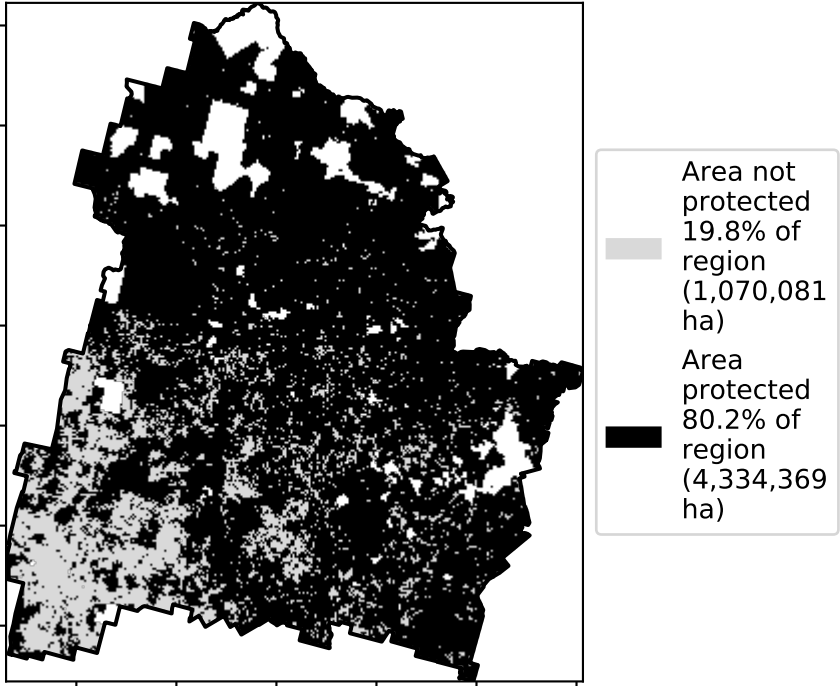 Area not
protected
19.8% of
region
(1,070,081
ha)
Area
protected
80.2% of
region
(4,334,369
ha)